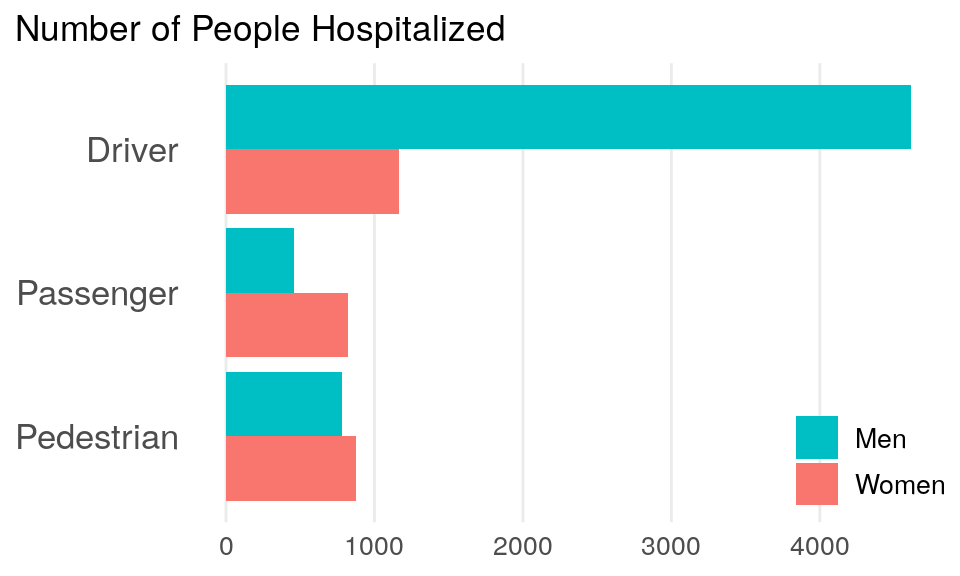 Number of People Hospitalized
Driver
Passenger
Pedestrian
Men
Women
0 1000 2000 3000 4000